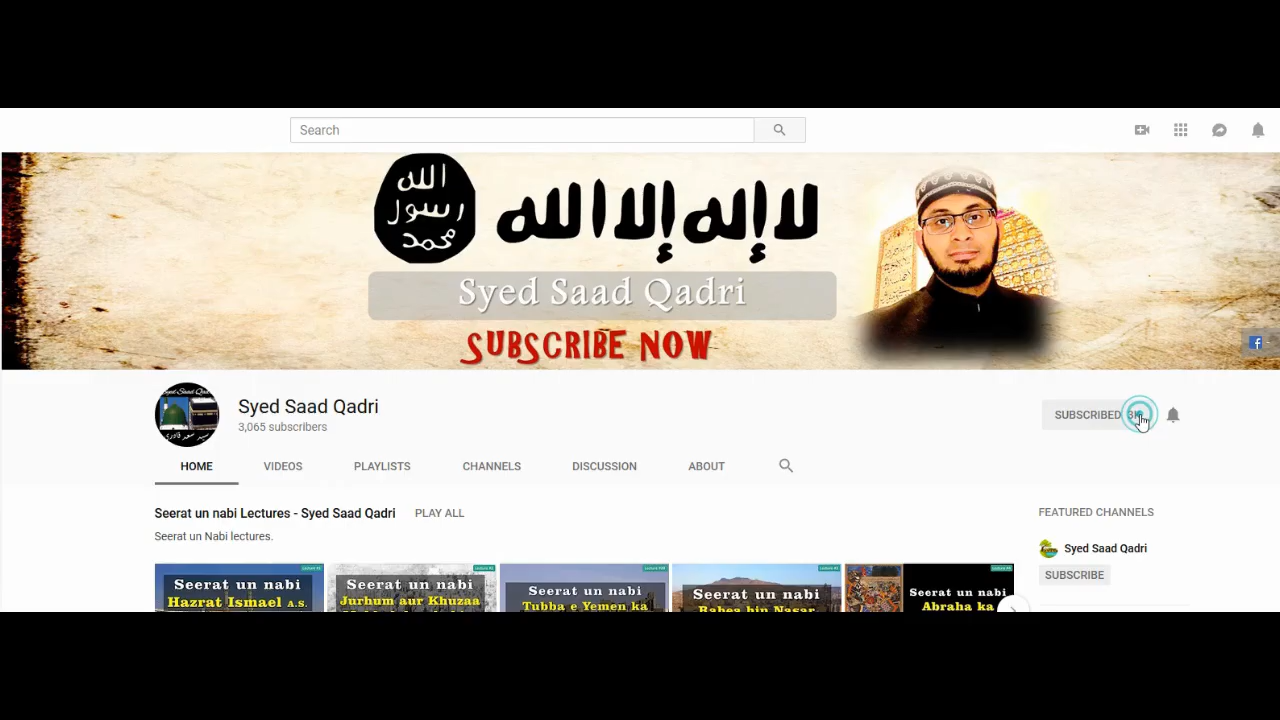 Search
الله
رسول
محمد
لا إله إلا الله
Syed Saad Qadri
SUBSCRIBE NOW
Syed Saad Qadri
3,065 subscribers
SUBSCRIBED
HOME VIDEOS PLAYLISTS CHANNELS DISCUSSION ABOUT
Seerat un nabi Lectures - Syed Saad Qadri PLAY ALL
Seerat un Nabi lectures.
FEATURED CHANNELS
Syed Saad Qadri
SUBSCRIBE
Seerat un nabi
Hazrat Ismael A.S.
Seerat un nabi
Jurhum aur Khuzaa
Seerat un nabi
Tubba e Yemen ka
Seerat un nabi
Rabea bin Nasar
Seerat un nabi
Abraha ka